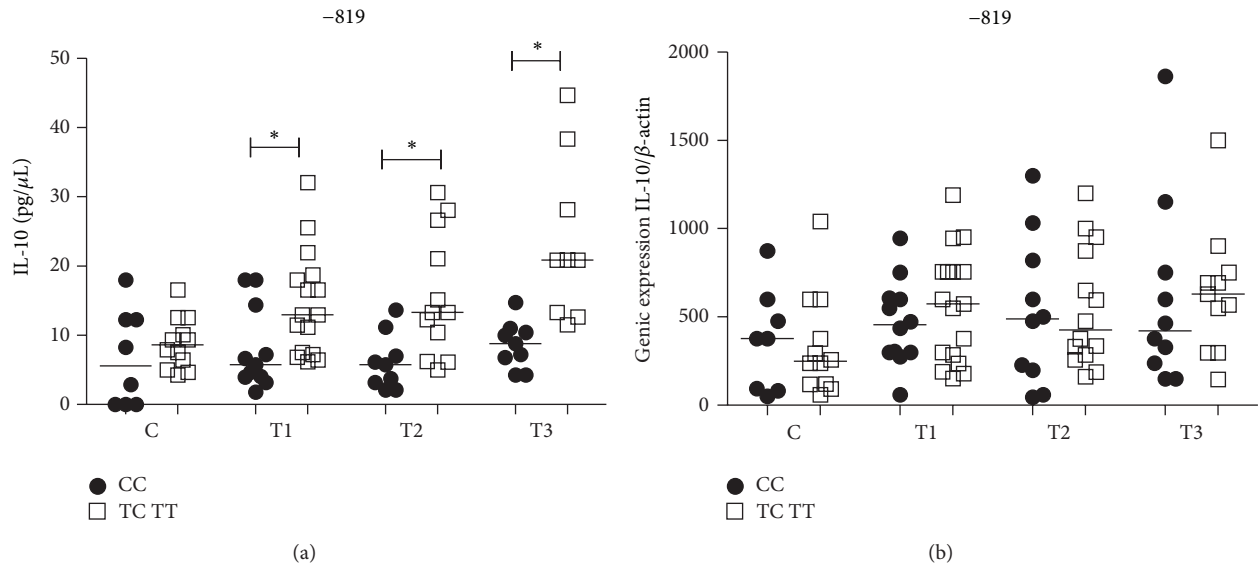 −819
IL-10 (pg/μL)
50
40
30
20
10
0
*
*
*
C
T1
T2
T3
CC
TC TT
(a)
−819
Genic expression IL-10/β-actin
2000
1500
1000
500
0
C
T1
T2
T3
CC
TC TT
(b)